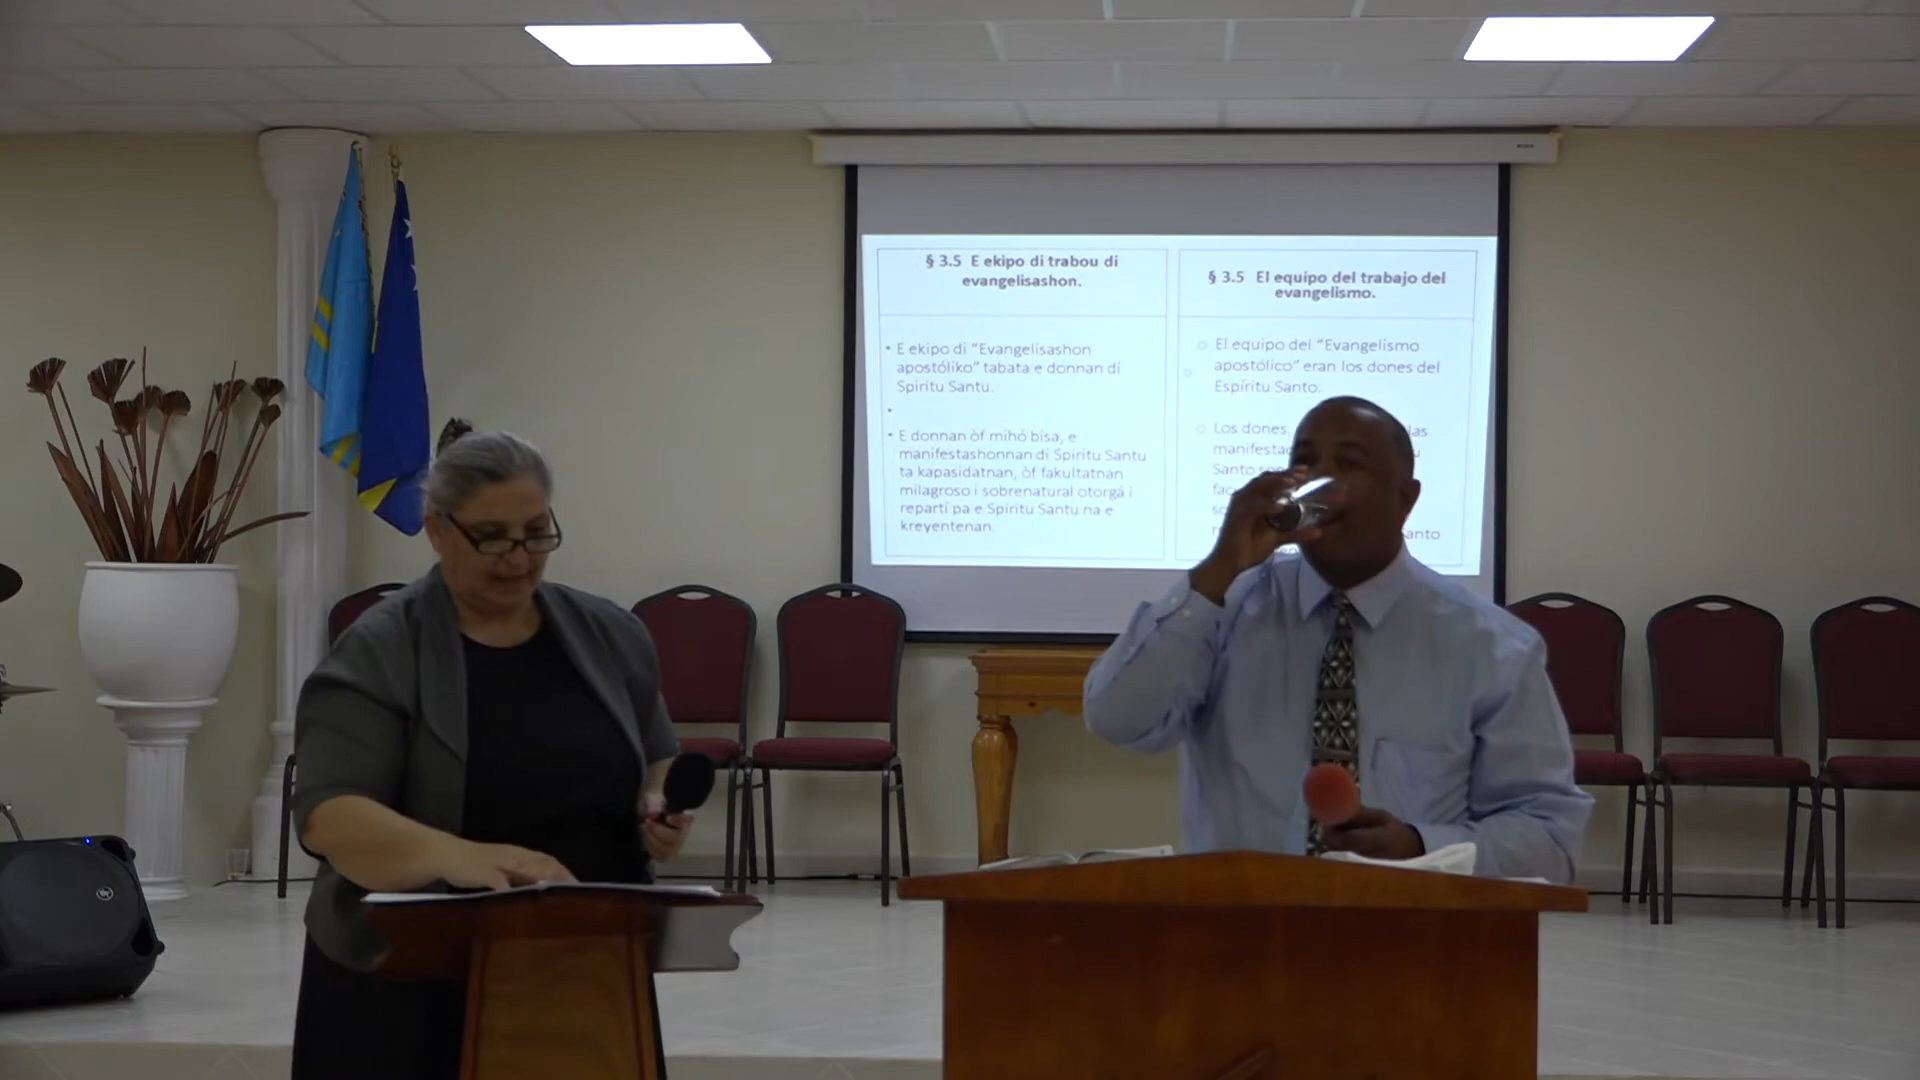 § 3.5 E ekipo di trabou di
evangelisashon.
• E ekipo di “Evangelisashon
apostóliko” tabata e donnan di
Spiritu Santu.
•
• E donnan òf mihó bisa, e
manifestashonnan di Spiritu Santu
ta kapasidatnan, òf fakultatnan
milagroso i sobrenatural otorgá i
repartí pa e Spiritu Santu na e
kreyentenan.
§ 3.5 El equipo del trabajo del
evangelismo.
El equipo del “Evangelismo
apostólico” eran los dones del
Espíritu Santo.
Los dones, las
Santo